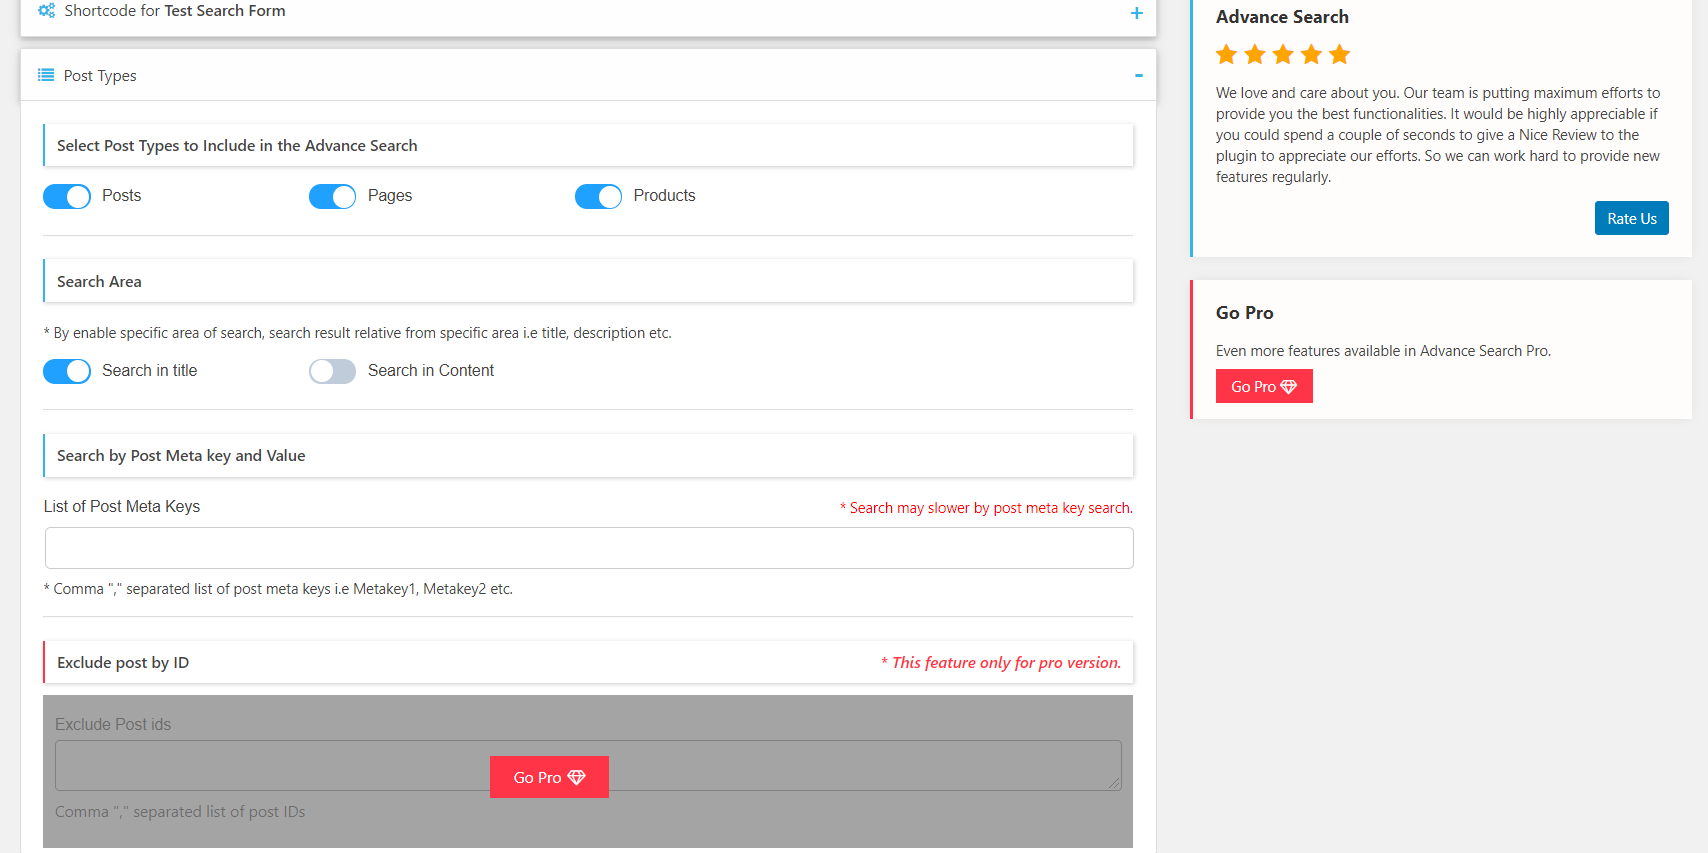 Shortcode for Test Search Form
+
Post Types
-
Select Post Types to Include in the Advance Search
Posts
Pages
Products
Search Area
* By enable specific area of search, search result relative from specific area i.e title, description etc.
Search in title
Search in Content
Search by Post Meta key and Value
List of Post Meta Keys
* Search may slower by post meta key search.
* Comma "," separated list of post meta keys i.e Metakey1, Metakey2 etc.
Exclude post by ID
* This feature only for pro version.
Exclude Post ids
Go Pro
Comma "," separated list of post IDs
Advance Search
We love and care about you. Our team is putting maximum efforts to
provide you the best functionalities. It would be highly appreciable if
you could spend a couple of seconds to give a Nice Review to the
plugin to appreciate our efforts. So we can work hard to provide new
features regularly.
Rate Us
Go Pro
Even more features available in Advance Search Pro.
Go Pro